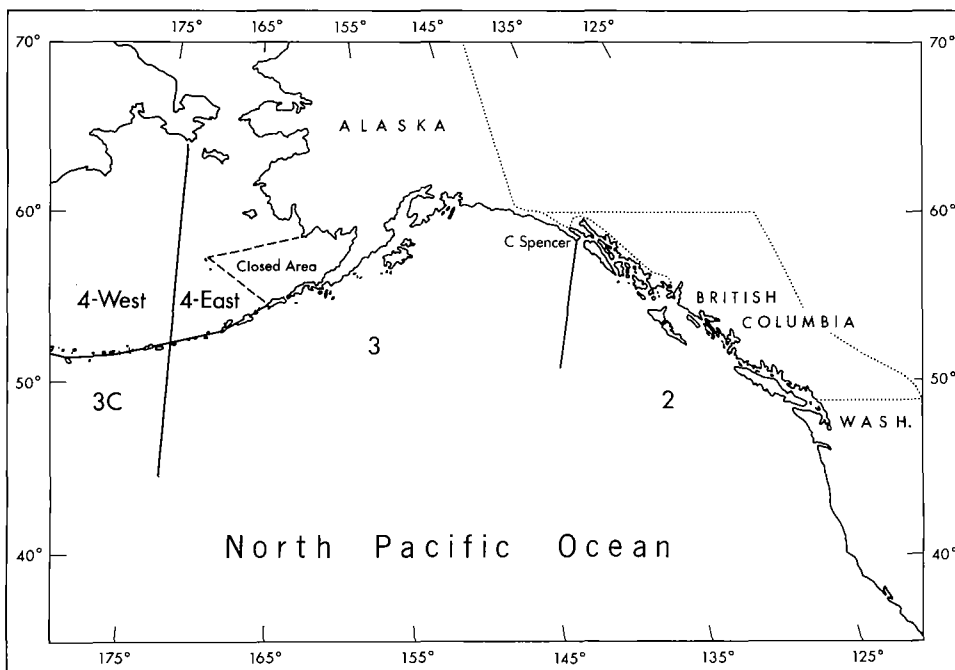 175° 165° 155° 145° 135° 125°
70° 70°
ALASKA
60° 60°
C Spencer
Closed Area
4-West 4-East
BRITISH
COLUMBIA
3
50° 50°
3C 2
WASH.
North Pacific Ocean
40° 40°
175° 165° 155° 145° 135° 125°